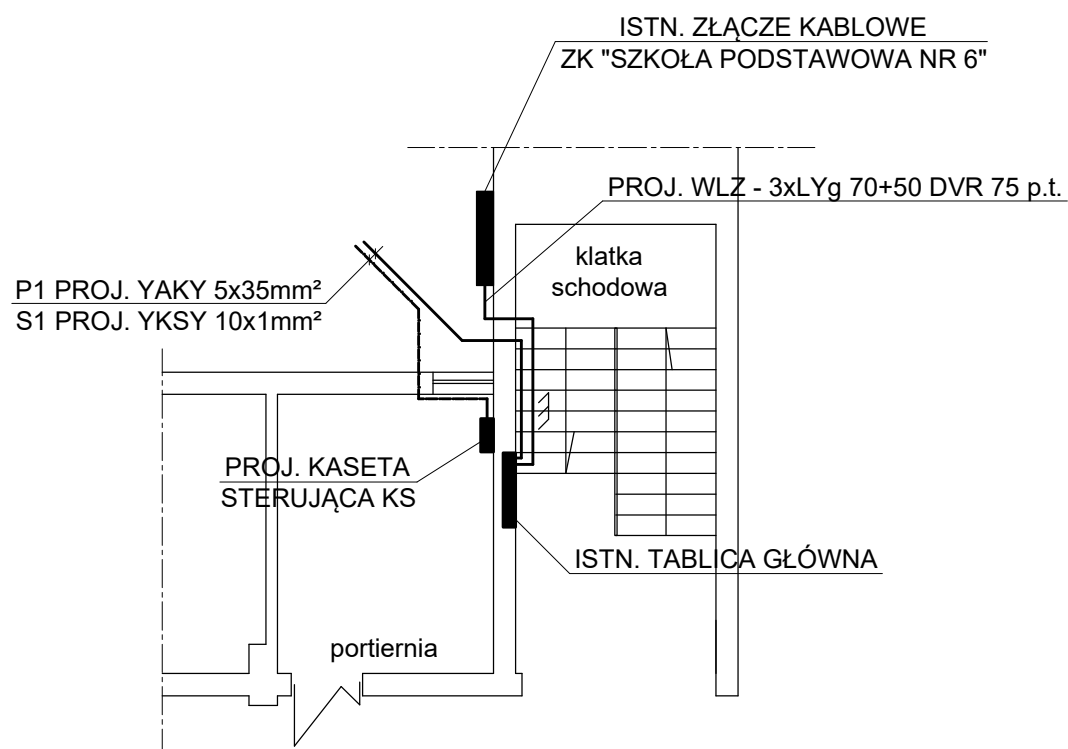 ISTN. ZŁĄCZE KABLOWE
ZK "SZKOŁA PODSTAWOWA NR 6"
PROJ. WLZ - 3xLYg 70+50 DVR 75 p.t.
klatka
schodowa
P1 PROJ. YAKY 5x35mm²
S1 PROJ. YKSY 10x1mm²
PROJ. KASETA
STERUJĄCA KS
ISTN. TABLICA GŁÓWNA
portiernia